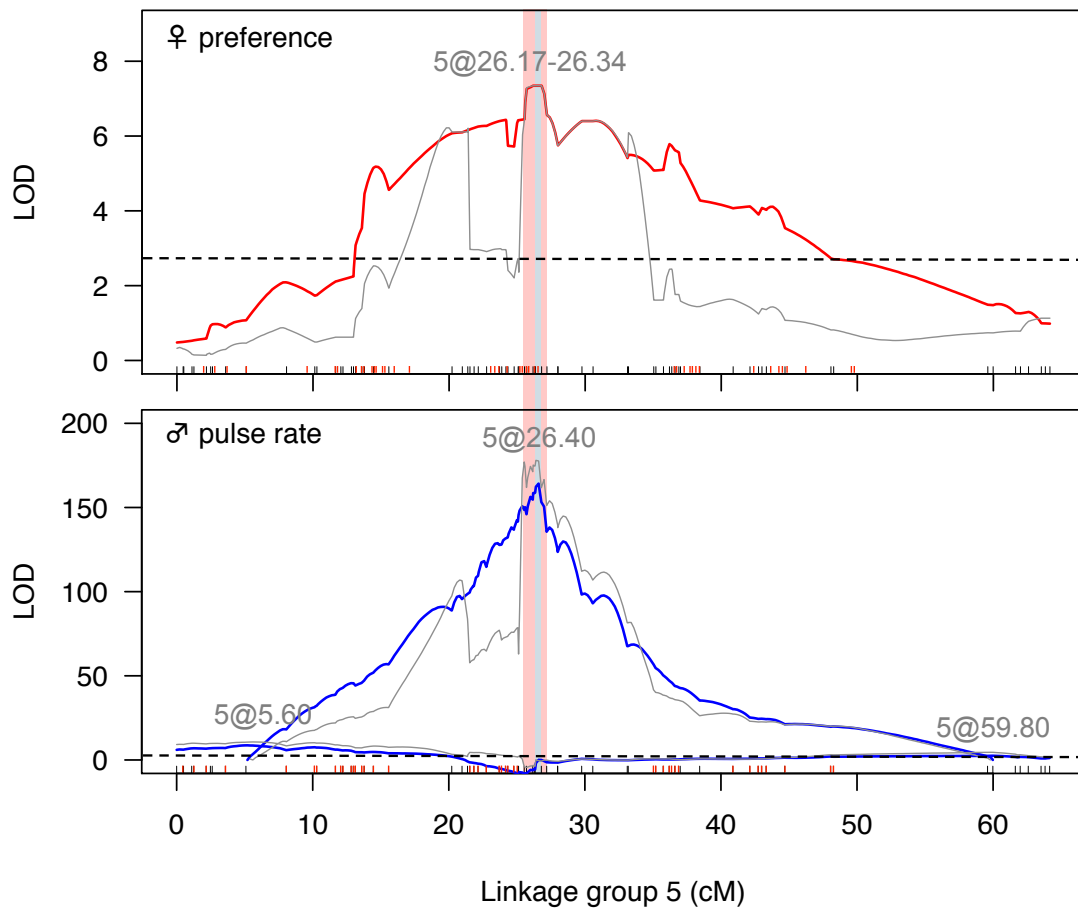 ♀ preference
5@26.17-26.34
LOD
8
6
4
2
0
♂ pulse rate
5@26.40
LOD
200
150
100
50
0
5@5.60
5@59.80
0 10 20 30 40 50 60
Linkage group 5 (cM)